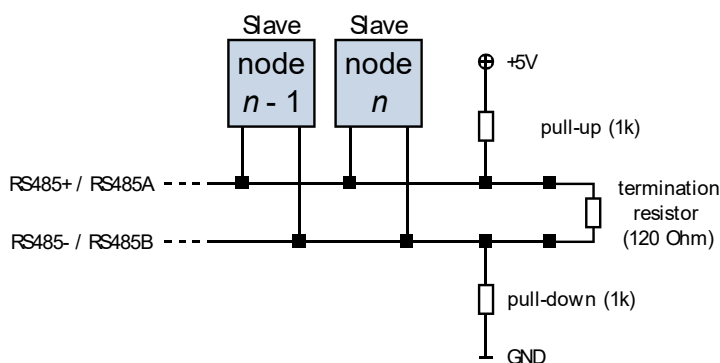 Slave
Slave
node
n - 1
node
n
+5V
pull-up (1k)
RS485+ / RS485A
termination
resistor
(120 Ohm)
RS485- / RS485B
pull-down (1k)
GND